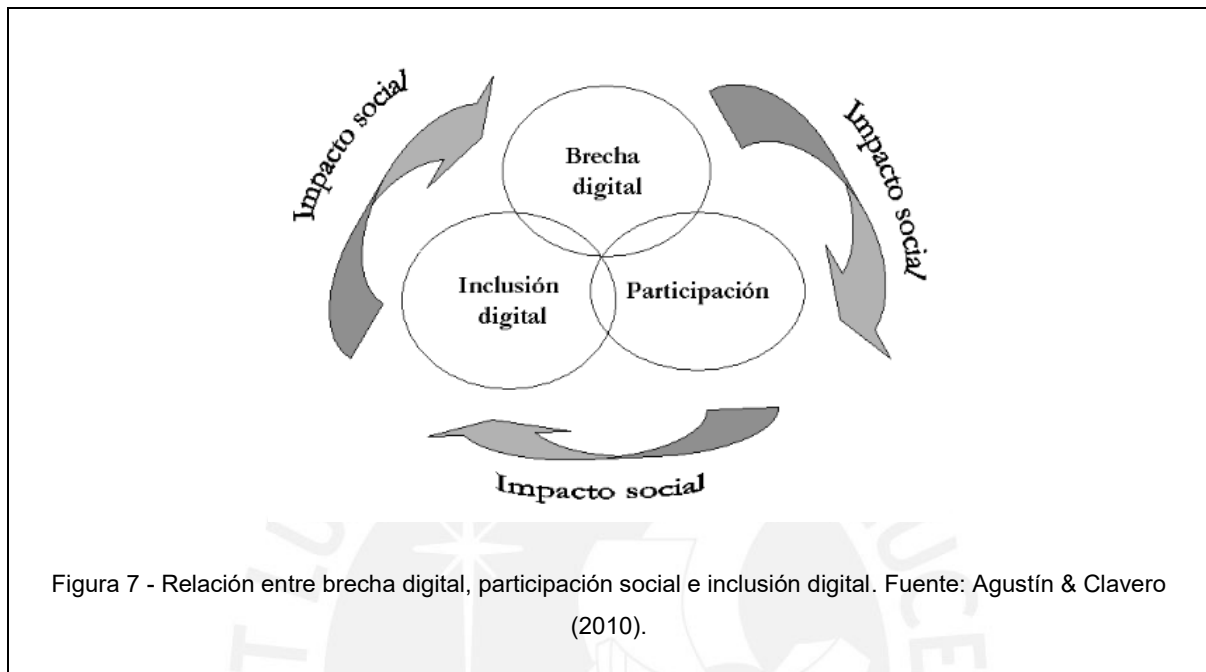 Impacto social
Impacto social
Brecha
digital
Inclusión
digital
Participación
Impacto social
Figura 7 - Relación entre brecha digital, participación social e inclusión digital. Fuente: Agustín & Clavero
(2010).